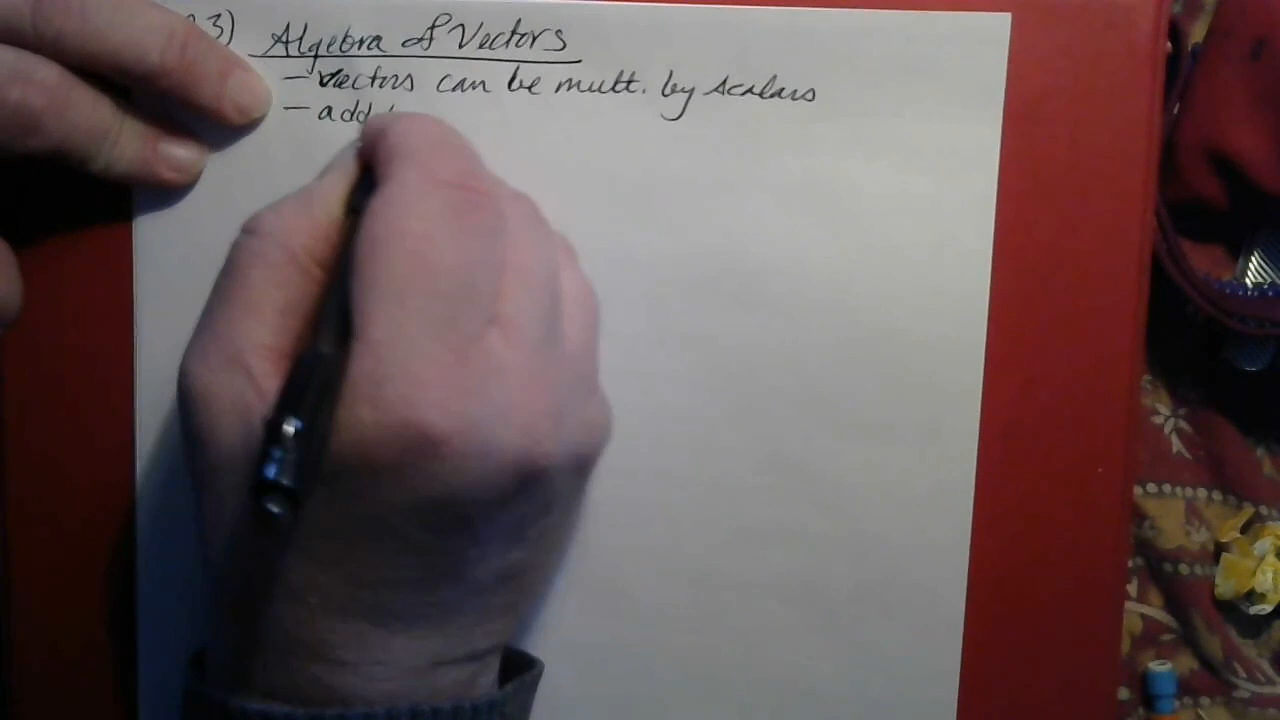 3) Algebra of Vectors
— Vectors can be mult. by scalars
— add